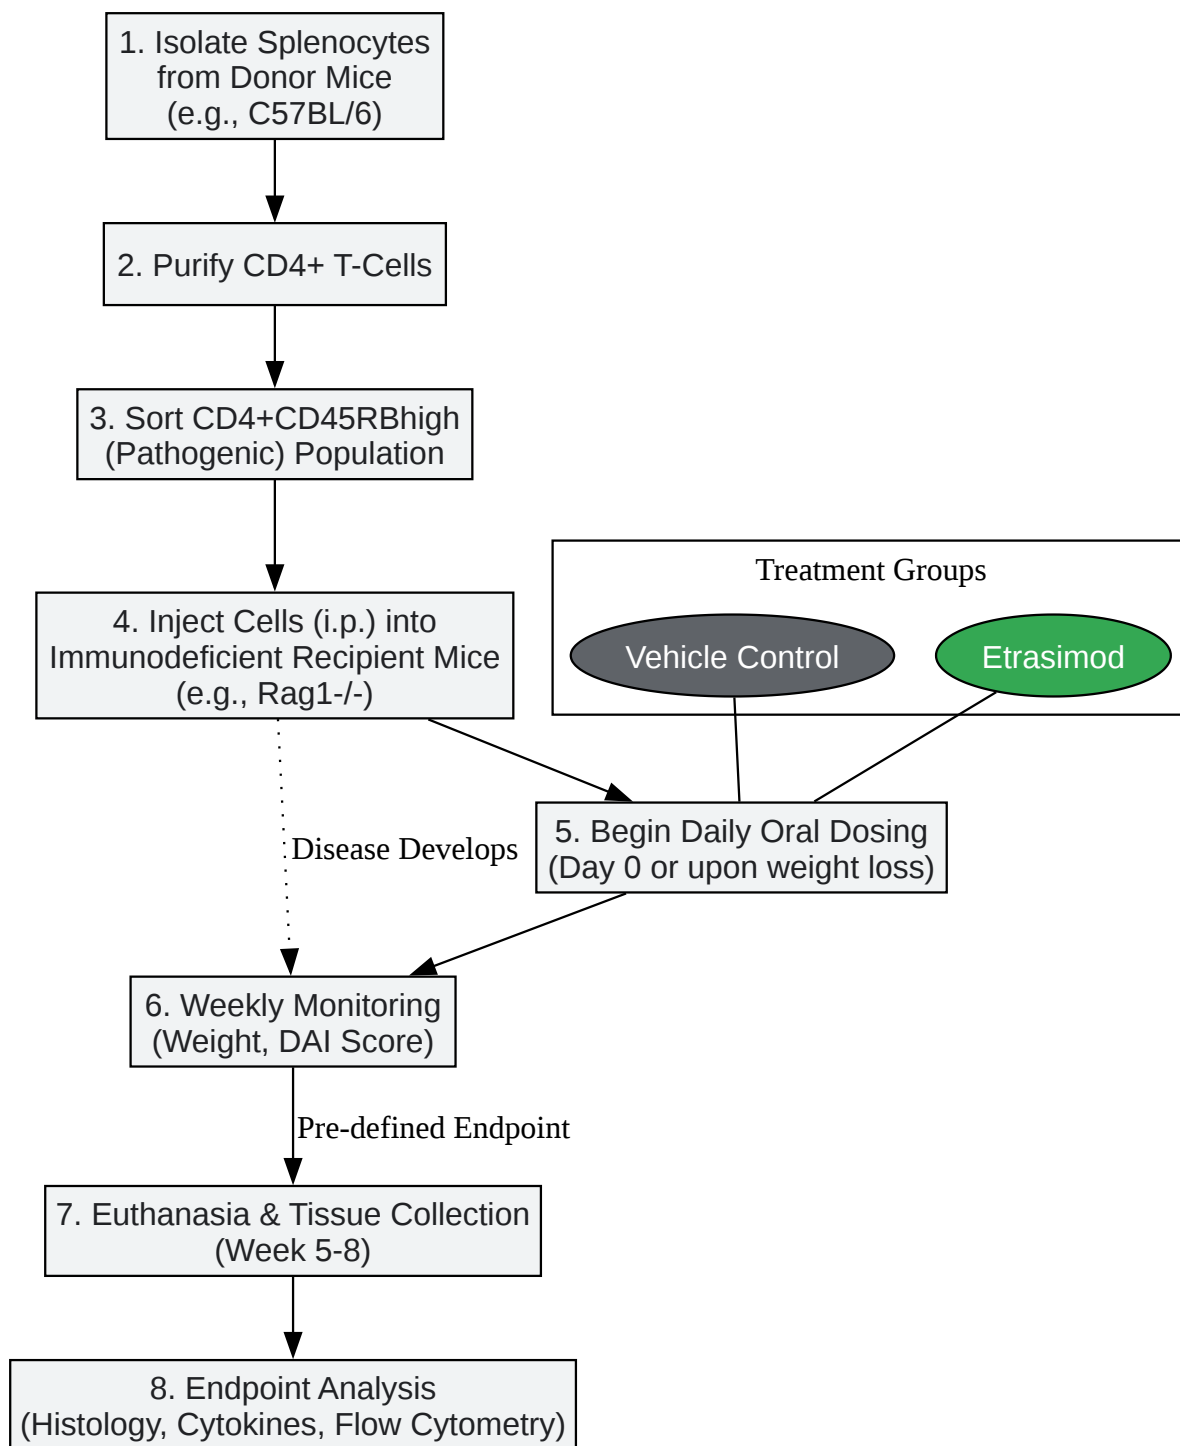 1. Isolate Splenocytes
from Donor Mice
(e.g., C57BL/6)
2. Purify CD4+ T-Cells
3. Sort CD4+CD45RBhigh
(Pathogenic) Population
4. Inject Cells (i.p.) into
Immunodeficient Recipient Mice
(e.g., Rag1-/-)
Treatment Groups
Vehicle Control
Etrasimod
5. Begin Daily Oral Dosing
(Day 0 or upon weight loss)
Disease Develops
6. Weekly Monitoring
(Weight, DAI Score)
Pre-defined Endpoint
7. Euthanasia & Tissue Collection
(Week 5-8)
8. Endpoint Analysis
(Histology, Cytokines, Flow Cytometry)